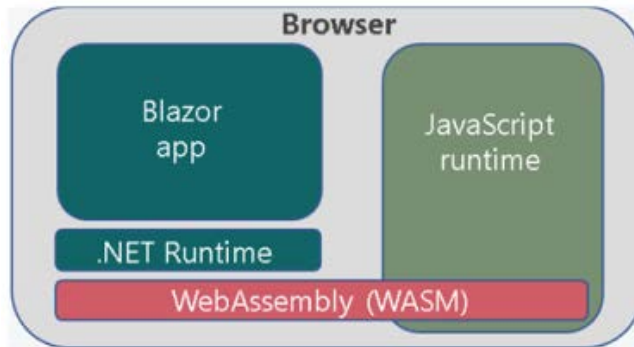 Browser
Blazor
app
JavaScript
runtime
.NET Runtime
WebAssembly (WASM)